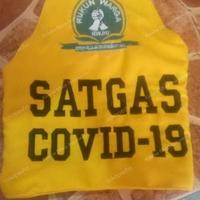 RUKUN WARGA
SATGAS
COVID-19